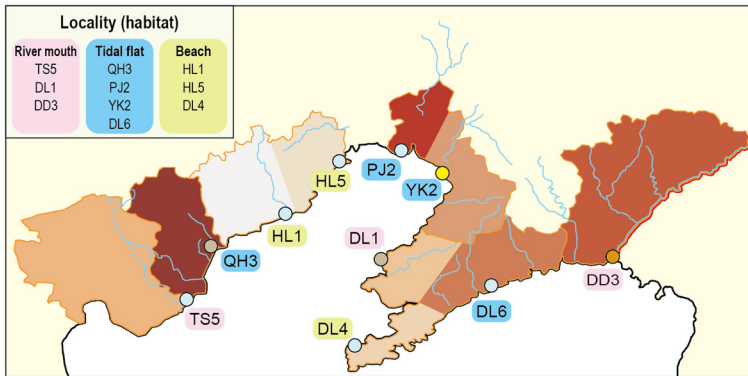 Locality (habitat)
River mouth
TS5
DL1
DD3
Tidal flat
QH3
PJ2
YK2
DL6
Beach
HL1
HL5
DL4
HL5
PJ2
YK2
HL1
QH3
DL1
DD3
TS5
DL6
DL4